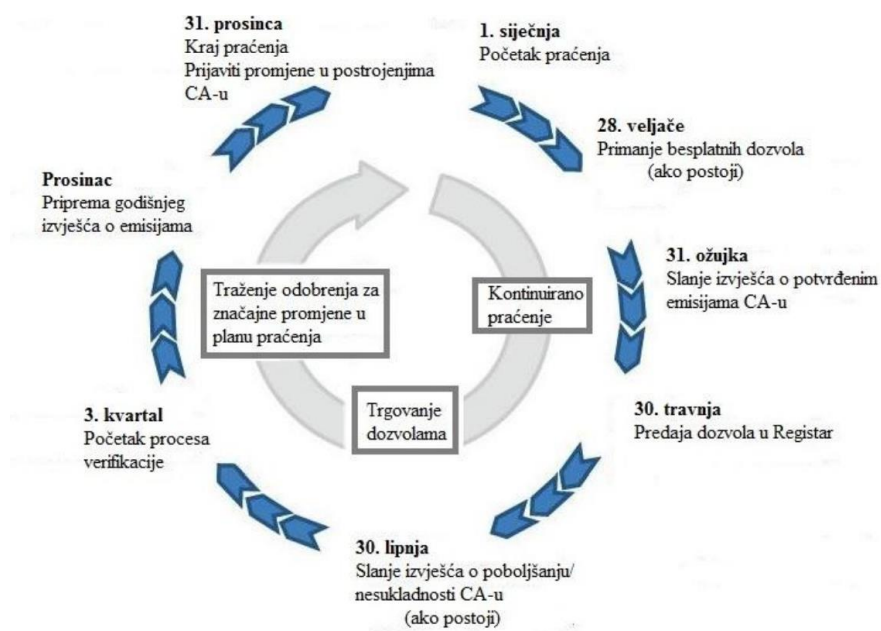 31. prosinca
Kraj praćenja
Prijaviti promjene u postrojenjima
CA-u
1. siječnja
Početak praćenja
28. veljače
Primanje besplatnih dozvola
(ako postoji)
31. ožujka
Slanje izvješća o potvrđenim
emisijama CA-u
30. travnja
Predaja dozvola u Registar
30. lipnja
Slanje izvješća o poboljšanju/
nesukladnosti CA-u
(ako postoji)
3. kvartal
Početak procesa
verifikacije
Prosinac
Priprema godišnjeg
izvješća o emisijama
Traženje odobrenja za
značajne promjene u
planu praćenja
Kontinuirano
praćenje
Trgovanje
dozvolama